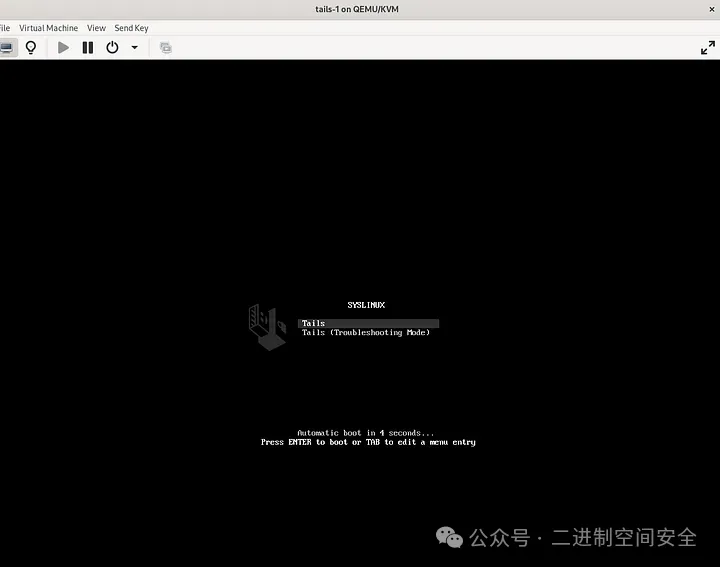 tails-1 on QEMU/KVM
ile Virtual Machine View Send Key
SYSLINUX
Tails
Tails (Troubleshooting Mode)
Automatic boot in 4 seconds...
Press ENTER to boot or TAB to edit a menu entry
公众号 · 二进制空间安全